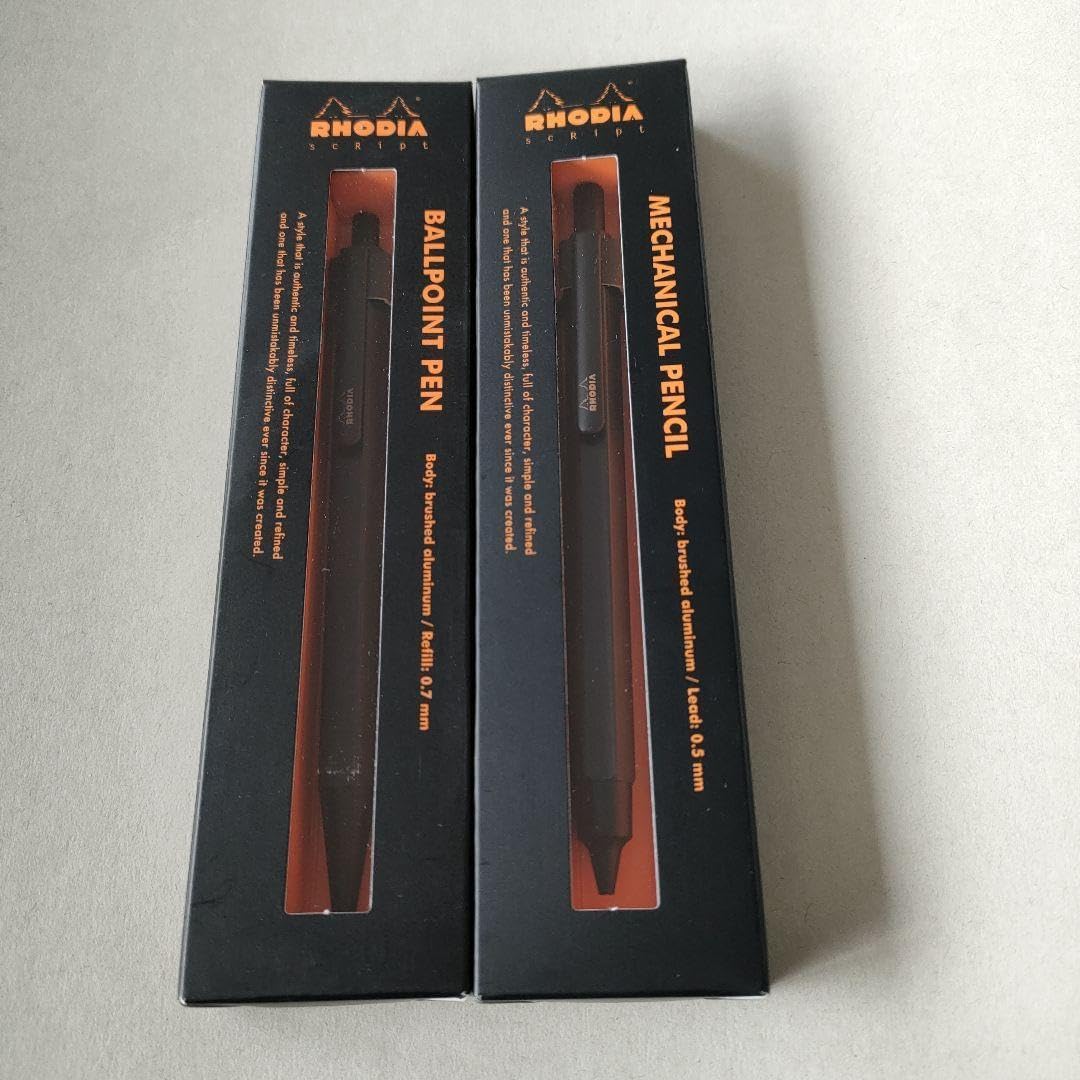 RHODIA
scRipt
BALLPOINT PEN
Body: brushed aluminum / Refill: 0.7 mm
A style that is authentic and timeless, full of character, simple and refined
and one that has been unmistakably distinctive ever since it was created.
RHODIA
RHODIA
scRipt
MECHANICAL PENCIL
Body: brushed aluminum / Lead: 0.5 mm
A style that is authentic and timeless, full of character, simple and refined
and one that has been unmistakably distinctive ever since it was created.
RHODIA